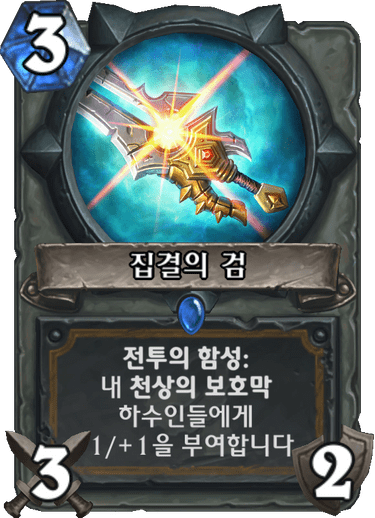 3
집결의 검
전투의 함성:
내 천상의 보호막
하수인들에게
1/+1을 부여합니다
3
2